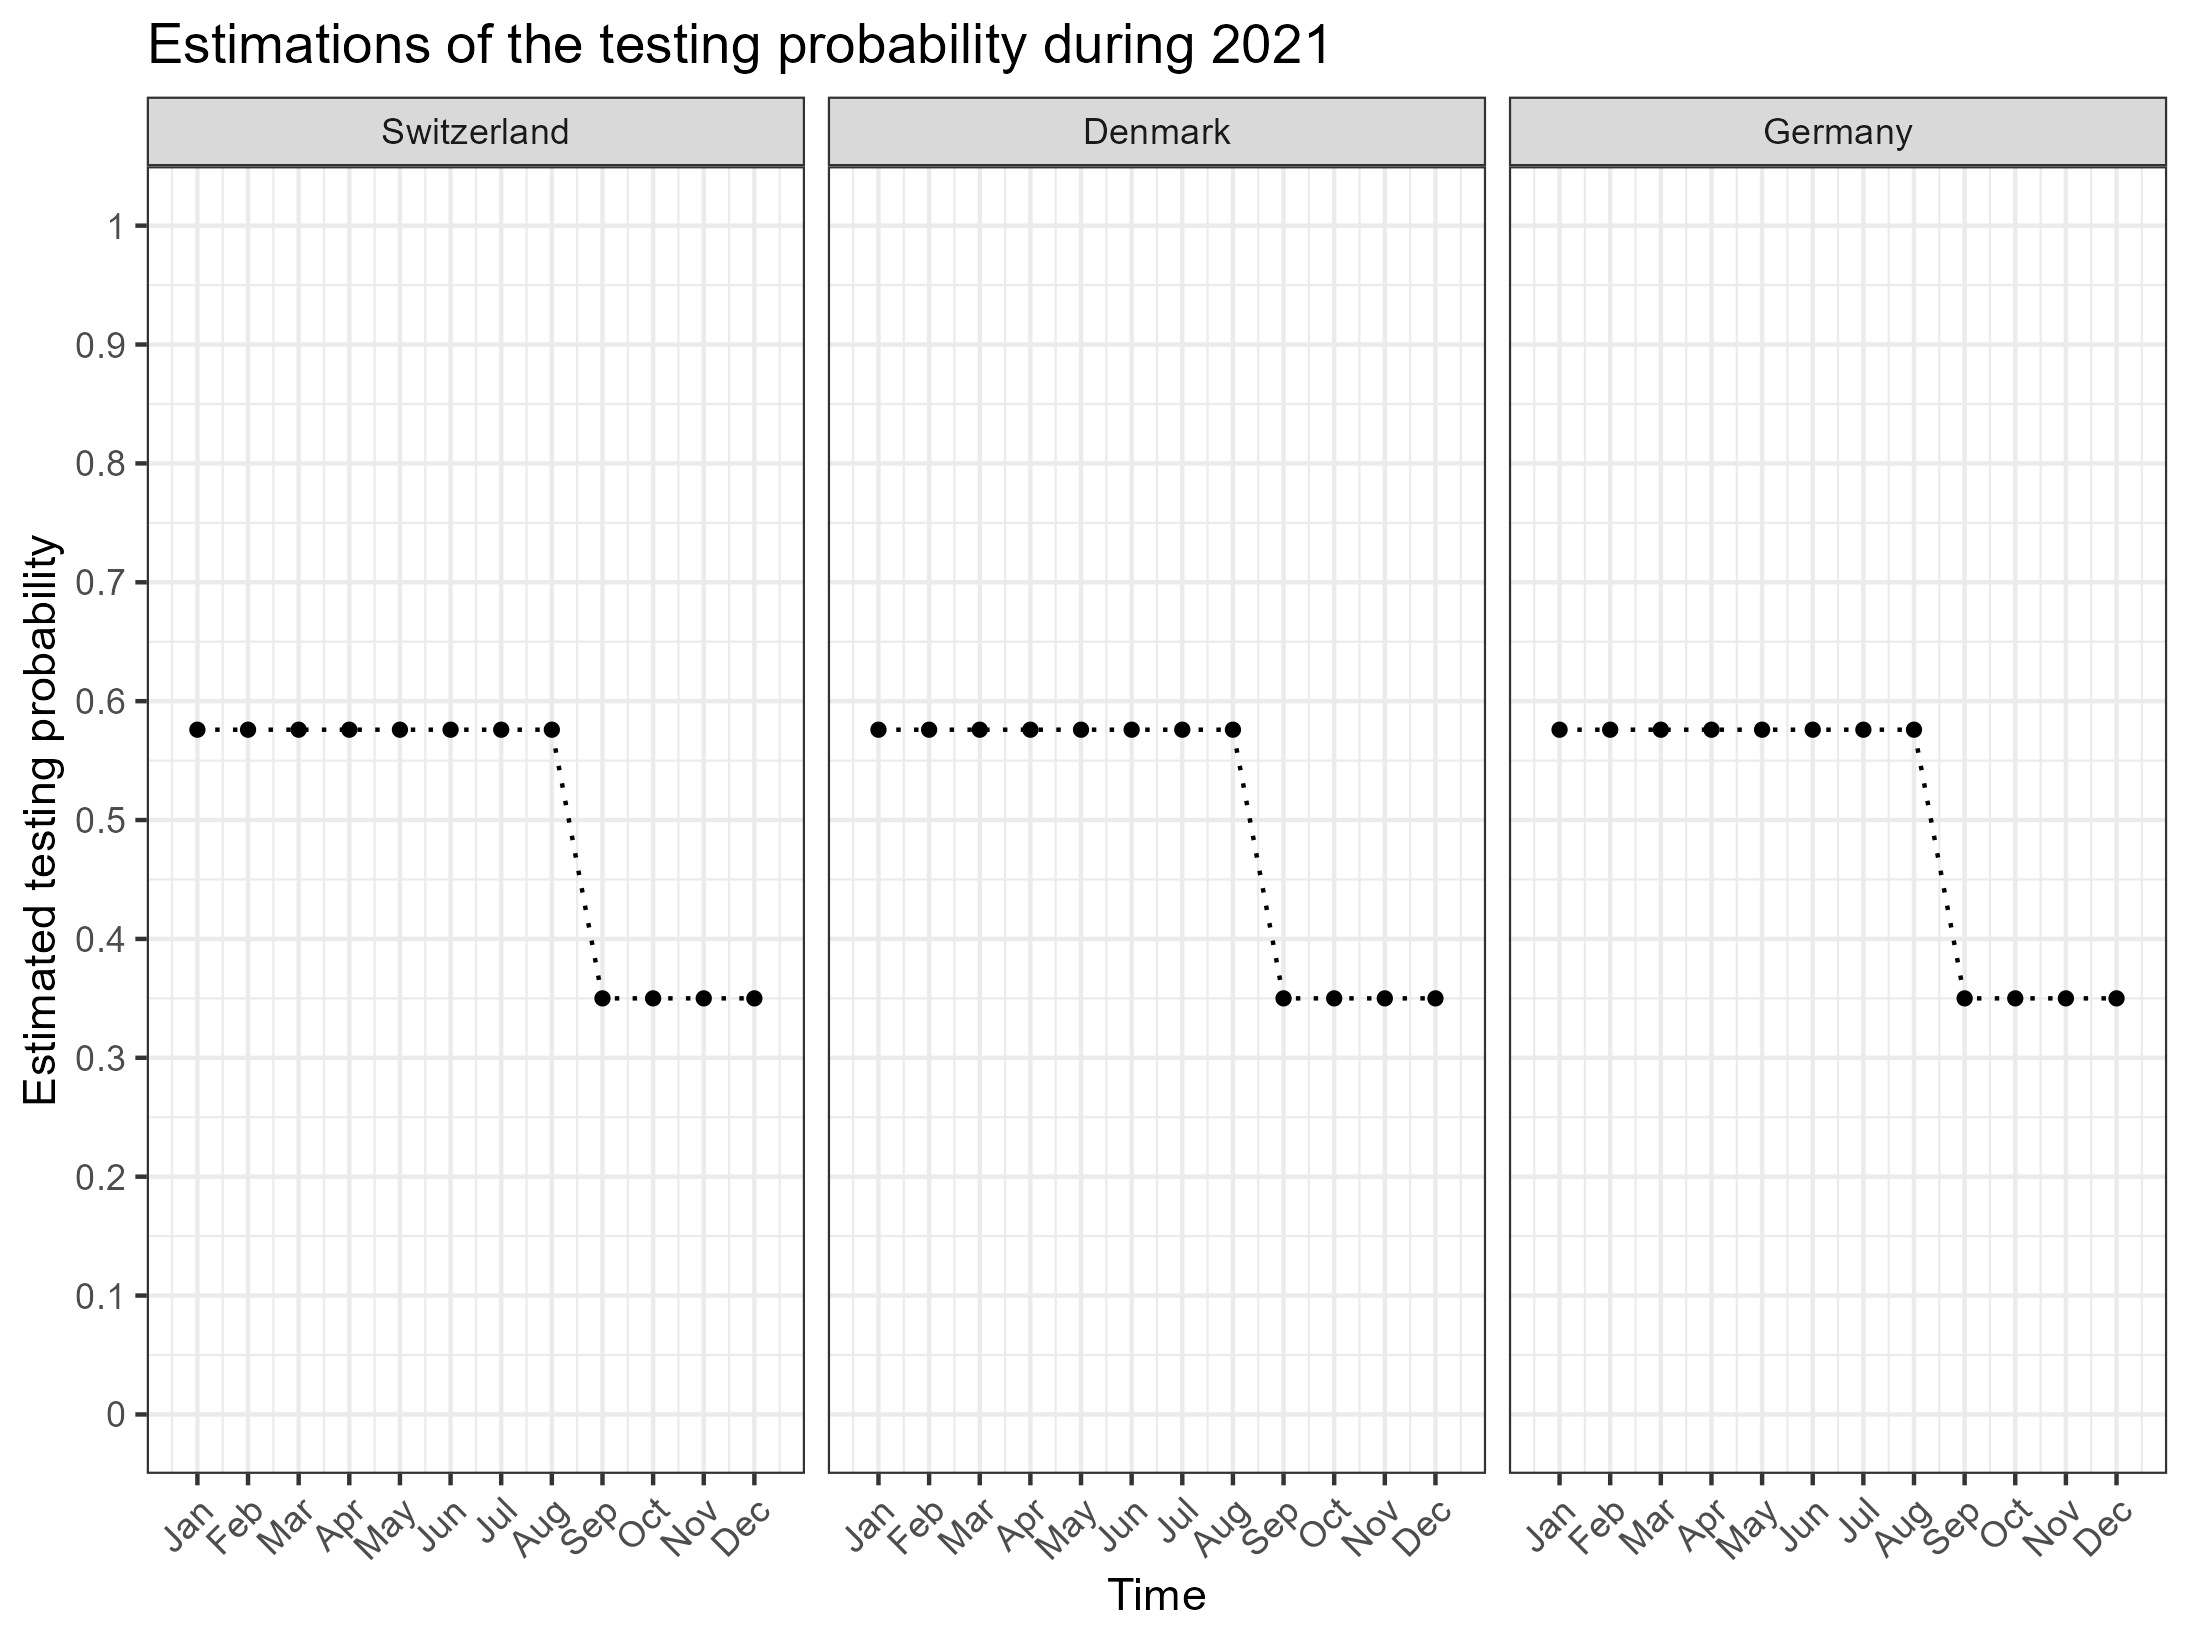 Estimations of the testing probability during 2021
Switzerland
Denmark
Germany
Estimated testing probability
1
0.9
0.8
0.7
0.6
0.5
0.4
0.3
0.2
0.1
0
Jan Feb Mar Apr May Jun Jul Aug Sep Oct Nov Dec
Jan Feb Mar Apr May Jun Jul Aug Sep Oct Nov Dec
Jan Feb Mar Apr May Jun Jul Aug Sep Oct Nov Dec
Time